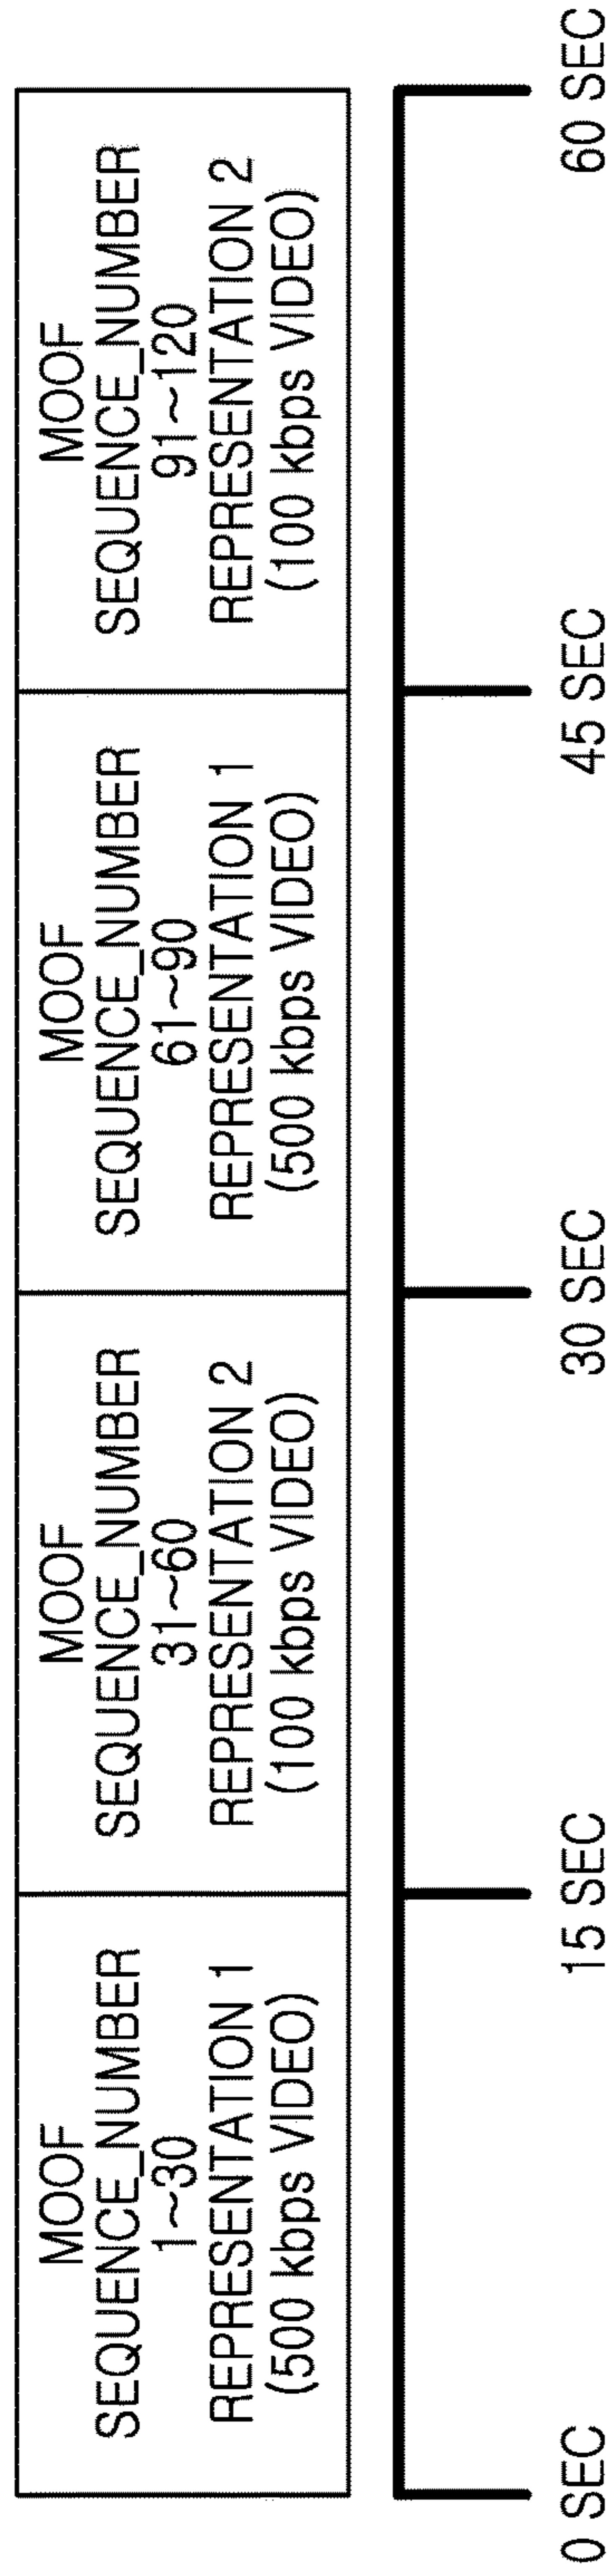 MOOF
SEQUENCE_NUMBER
1~30
REPRESENTATION 1
(500 kbps VIDEO)
MOOF
SEQUENCE_NUMBER
31~60
REPRESENTATION 2
(100 kbps VIDEO)
MOOF
SEQUENCE_NUMBER
61~90
REPRESENTATION 1
(500 kbps VIDEO)
MOOF
SEQUENCE_NUMBER
91~120
REPRESENTATION 2
(100 kbps VIDEO)
0 SEC
15 SEC
30 SEC
45 SEC
60 SEC